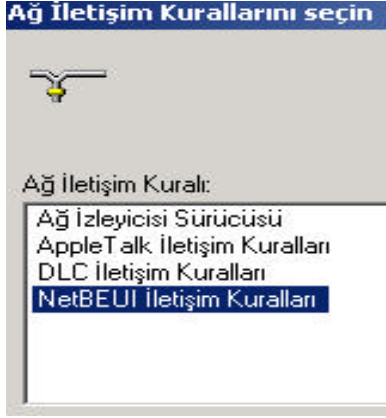 Ağ İletişim Kurallarını seçin
Ağ İletişim Kuralı:
Ağ İzleyicisi Sürücüsü
AppleTalk İletişim Kuralları
DLC İletişim Kuralları
NetBEUI İletişim Kuralları